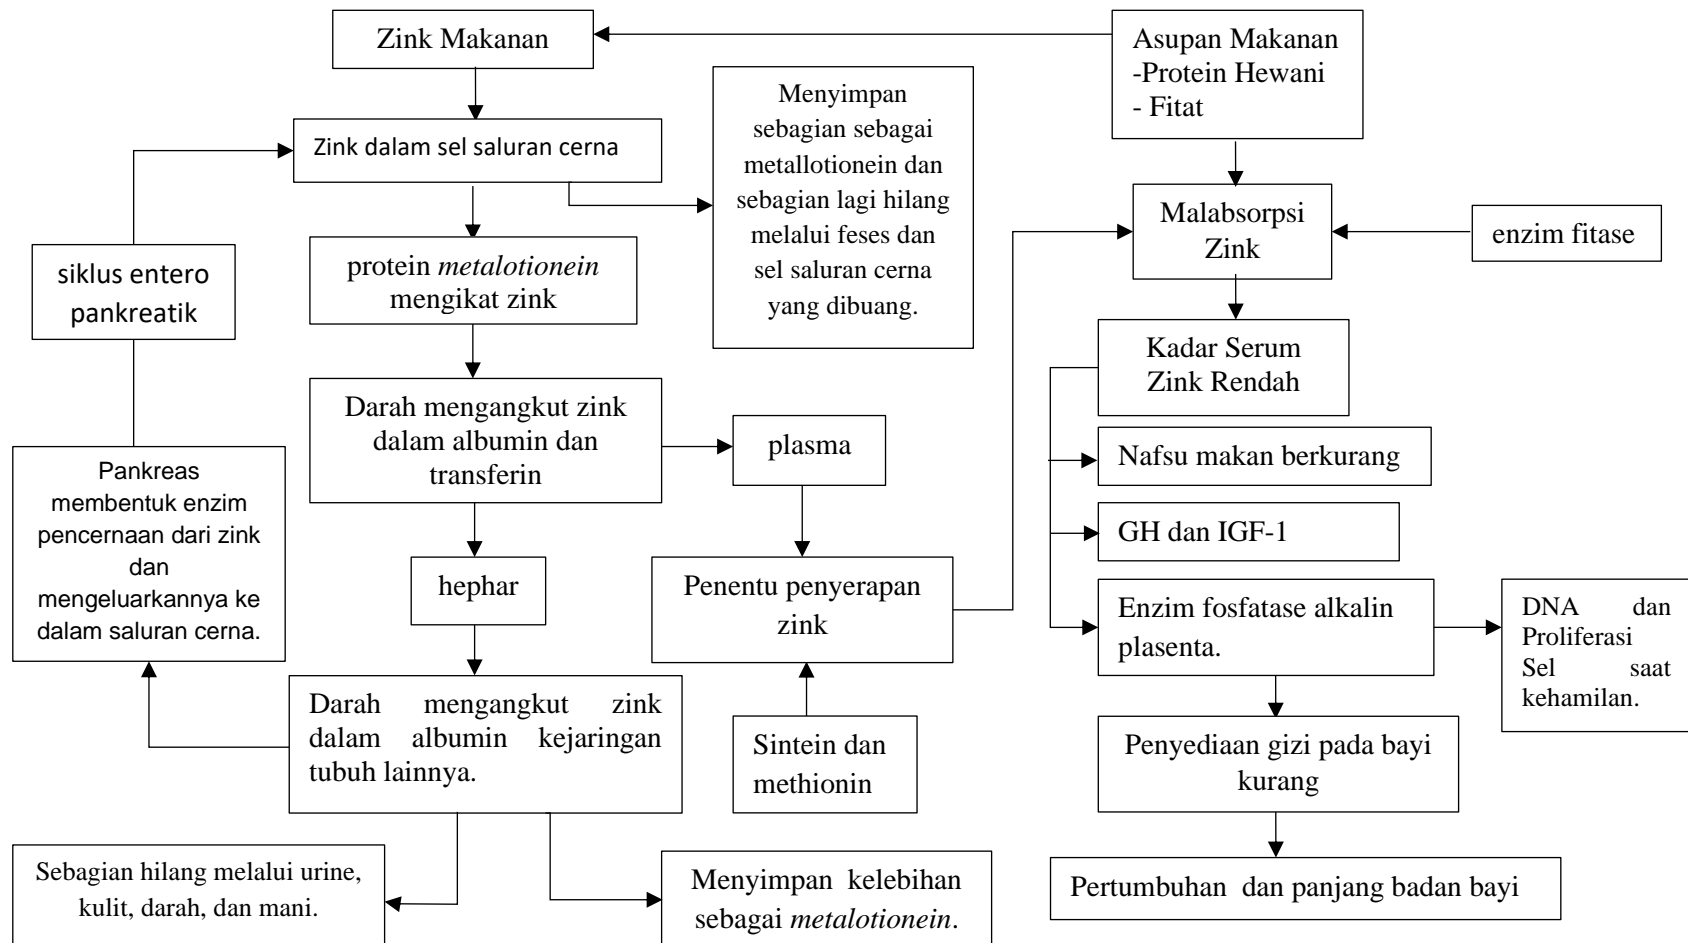 Zink Makanan
Asupan Makanan
-Protein Hewani
- Fitat
Menyimpan
sebagian sebagai
metallotionein dan
sebagian lagi hilang
melalui feses dan
sel saluran cerna
yang dibuang.
Zink dalam sel saluran cerna
Malabsorpsi
Zink
enzim fitase
siklus entero
pankreatik
protein metalotionein
mengikat zink
Kadar Serum
Zink Rendah
Darah mengangkut zink
dalam albumin dan
transferin
plasma
Nafsu makan berkurang
Pankreas
membentuk enzim
pencernaan dari zink
dan
mengeluarkannya ke
dalam saluran cerna.
GH dan IGF-1
hephar
Penentu penyerapan
zink
Enzim fosfatase alkalin
plasenta.
DNA dan
Proliferasi
Sel saat
kehamilan.
Darah mengangkut zink
dalam albumin kejaringan
tubuh lainnya.
Sintein dan
methionin
Penyediaan gizi pada bayi
kurang
Sebagian hilang melalui urine,
kulit, darah, dan mani.
Menyimpan kelebihan
sebagai metalotionein.
Pertumbuhan dan panjang badan bayi